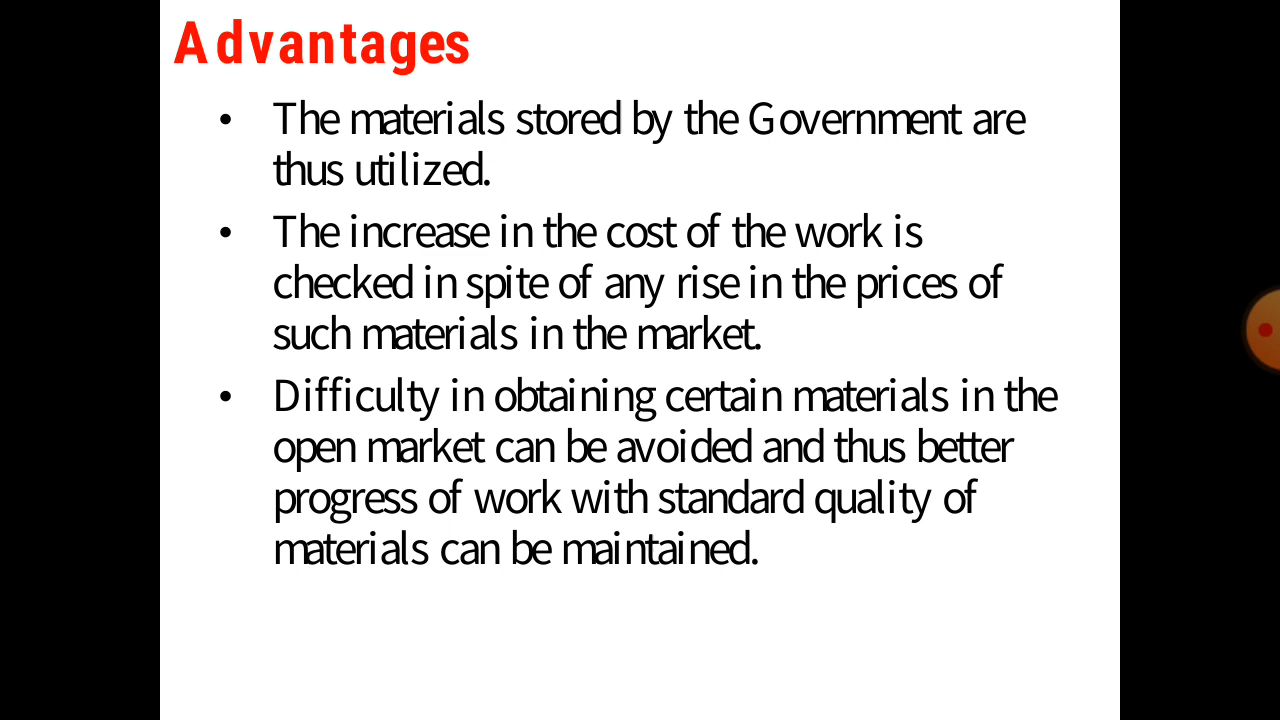 Advantages
• The materials stored by the Government are
thus utilized.
• The increase in the cost of the work is
checked in spite of any rise in the prices of
such materials in the market.
• Difficulty in obtaining certain materials in the
open market can be avoided and thus better
progress of work with standard quality of
materials can be maintained.